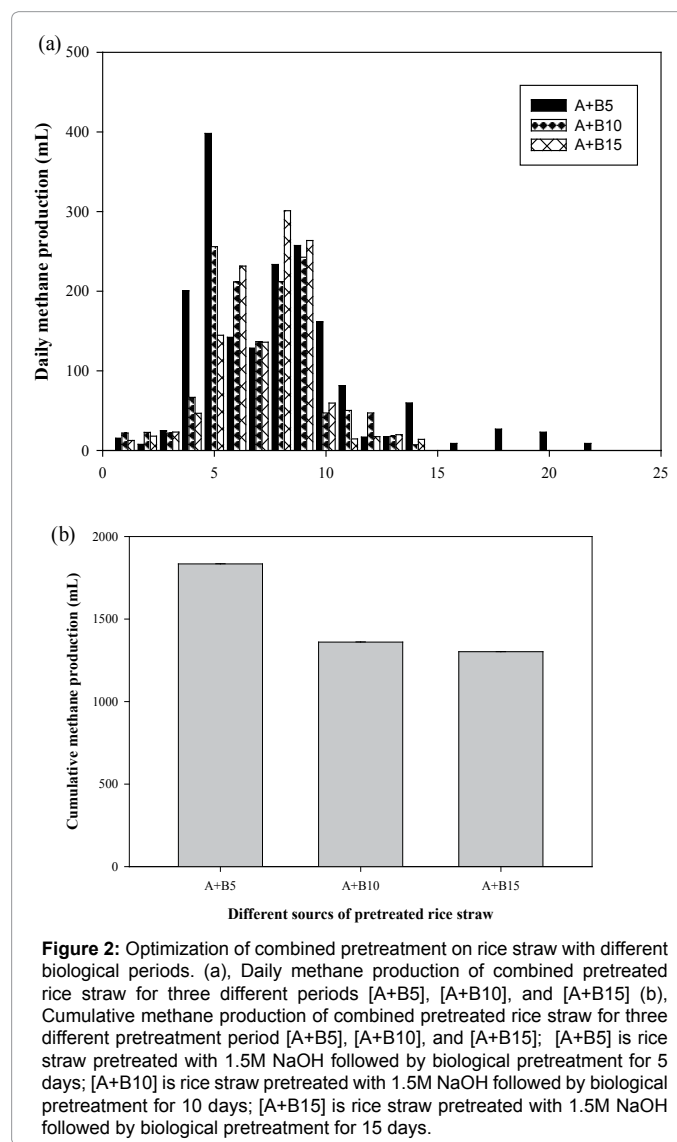 (a)
500
400
300
200
100
0
Daily methane production (mL)
A+B5
A+B10
A+B15
0 5 10 15 20 25
(b)
2000
1500
1000
500
0
Cumulative methane production (mL)
A+B5 A+B10 A+B15
Different sourcs of pretreated rice straw
Figure 2: Optimization of combined pretreatment on rice straw with different
biological periods. (a), Daily methane production of combined pretreated
rice straw for three different periods [A+B5], [A+B10], and [A+B15] (b),
Cumulative methane production of combined pretreated rice straw for three
different pretreatment period [A+B5], [A+B10], and [A+B15]; [A+B5] is rice
straw pretreated with 1.5M NaOH followed by biological pretreatment for 5
days; [A+B10] is rice straw pretreated with 1.5M NaOH followed by biological
pretreatment for 10 days; [A+B15] is rice straw pretreated with 1.5M NaOH
followed by biological pretreatment for 15 days.